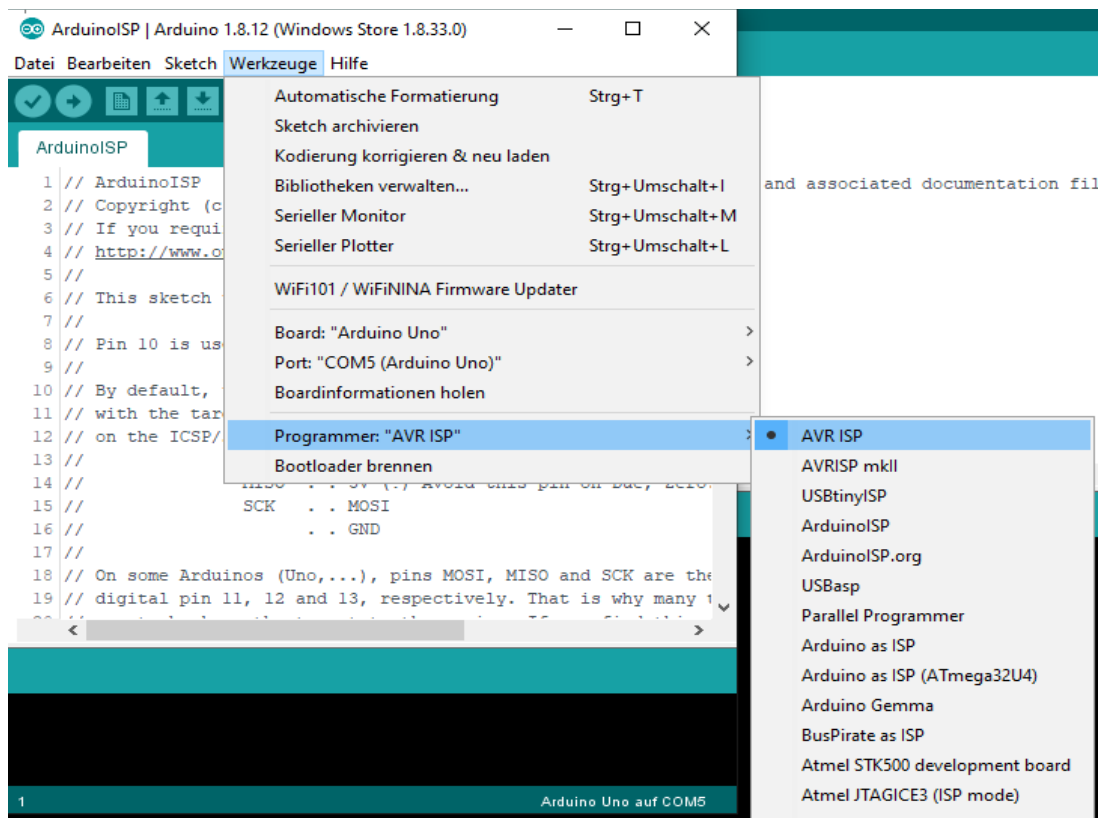 ArduinoISP | Arduino 1.8.12 (Windows Store 1.8.33.0)
Datei Bearbeiten Sketch Werkzeuge Hilfe
ArduinoISP
Automatische Formatierung Strg+T
Sketch archivieren
Kodierung korrigieren & neu laden
Bibliotheken verwalten... Strg+Umschalt+I
Serieller Monitor Strg+Umschalt+M
Serieller Plotter Strg+Umschalt+L
WiFi101 / WiFiNINA Firmware Updater
Board: "Arduino Uno"
Port: "COM5 (Arduino Uno)"
Boardinformationen holen
Programmer: "AVR ISP"
Bootloader brennen
AVR ISP
AVRISP mkII
USBtinyISP
ArduinoISP
ArduinoISP.org
USBasp
Parallel Programmer
Arduino as ISP
Arduino as ISP (ATmega32U4)
Arduino Gemma
BusPirate as ISP
Atmel STK500 development board
Atmel JTAGICE3 (ISP mode)
1 // ArduinoISP
2 // Copyright (c
3 // If you requi
4 // http://www.o
5 //
6 // This sketch
7 //
8 // Pin 10 is us
9 //
10 // By default,
11 // with the tar
12 // on the ICSP/
13 //
14 // MISO . . 5V (!) Avoid this pin on Due, Zero.
15 // SCK . . MOSI
16 // . . GND
17 //
18 // On some Arduinos (Uno,...), pins MOSI, MISO and SCK are the
19 // digital pin 11, 12 and 13, respectively. That is why many t
and associated documentation fil
1 Arduino Uno auf COM5